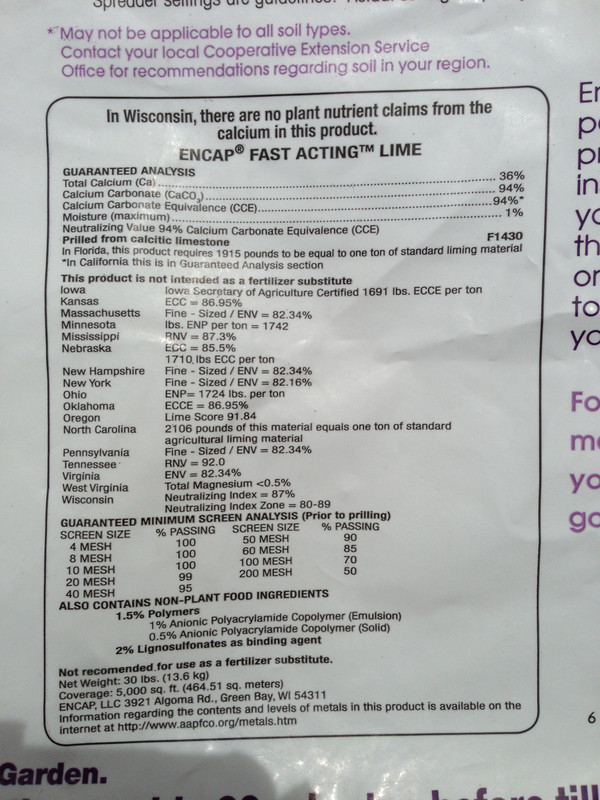 Spreader settings are guidelines.
**May not be applicable to all soil types.
Contact your local Cooperative Extension Service
Office for recommendations regarding soil in your region.
In Wisconsin, there are no plant nutrient claims from the
calcium in this product.
ENCAP® FAST ACTING™ LIME
GUARANTEED ANALYSIS
Total Calcium (Ca) 36%
Calcium Carbonate (CaCO3) 94%
Calcium Carbonate Equivalence (CCE) 94%*
Moisture (maximum) 1%
Neutralizing Value 94% Calcium Carbonate Equivalence (CCE)
Prilled from calcitic limestone F1430
In Florida, this product requires 1915 pounds to be equal to one ton of standard liming material
*In California this is in Guaranteed Analysis section
This product is not intended as a fertilizer substitute
Iowa Iowa Secretary of Agriculture Certified 1691 lbs. ECCE per ton
Kansas ECC = 86.95%
Massachusetts Fine - Sized / ENV = 82.34%
Minnesota lbs. ENP per ton = 1742
Mississippi RNV = 87.3%
Nebraska ECC = 85.5%
1710 lbs ECC per ton
New Hampshire Fine - Sized / ENV = 82.34%
New York Fine - Sized / ENV = 82.16%
Ohio ENP= 1724 lbs. per ton
Oklahoma ECCE = 86.95%
Oregon Lime Score 91.84
North Carolina 2106 pounds of this material equals one ton of standard
agricultural liming material
Pennsylvania Fine - Sized / ENV = 82.34%
Tennessee RNV = 92.0
Virginia ENV = 82.34%
West Virginia Total Magnesium <0.5%
Wisconsin Neutralizing Index = 87%
Neutralizing Index Zone = 80-89
GUARANTEED MINIMUM SCREEN ANALYSIS (Prior to prilling)
SCREEN SIZE % PASSING SCREEN SIZE % PASSING
4 MESH 100 50 MESH 90
8 MESH 100 60 MESH 85
10 MESH 100 100 MESH 70
20 MESH 99 200 MESH 50
40 MESH 95
ALSO CONTAINS NON-PLANT FOOD INGREDIENTS
1.5% Polymers
1% Anionic Polyacrylamide Copolymer (Emulsion)
0.5% Anionic Polyacrylamide Copolymer (Solid)
2% Lignosulfonates as binding agent
Not recomended for use as a fertilizer substitute.
Net Weight: 30 lbs. (13.6 kg)
Coverage: 5,000 sq. ft. (464.51 sq. meters)
ENCAP, LLC 3921 Algoma Rd., Green Bay, WI 54311
Information regarding the contents and levels of metals in this product is available on the
internet at http://www.aapfco.org/metals.htm
6
Garden.
before till